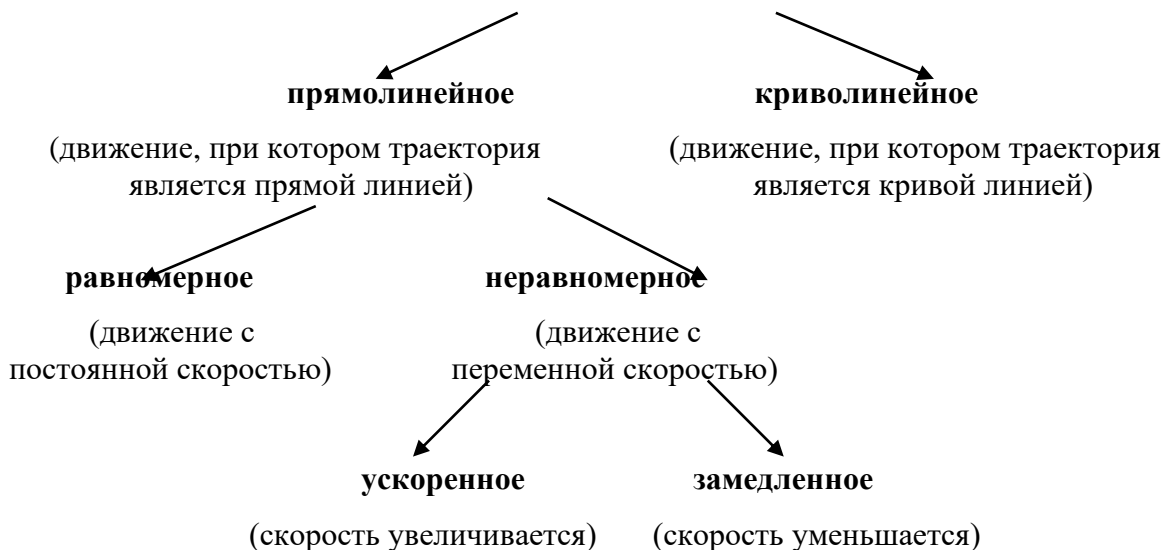 прямолинейное
криволинейное
(движение, при котором траектория
является прямой линией)
(движение, при котором траектория
является кривой линией)
равномерное
неравномерное
(движение с
постоянной скоростью)
(движение с
переменной скоростью)
ускоренное
замедленное
(скорость увеличивается)
(скорость уменьшается)